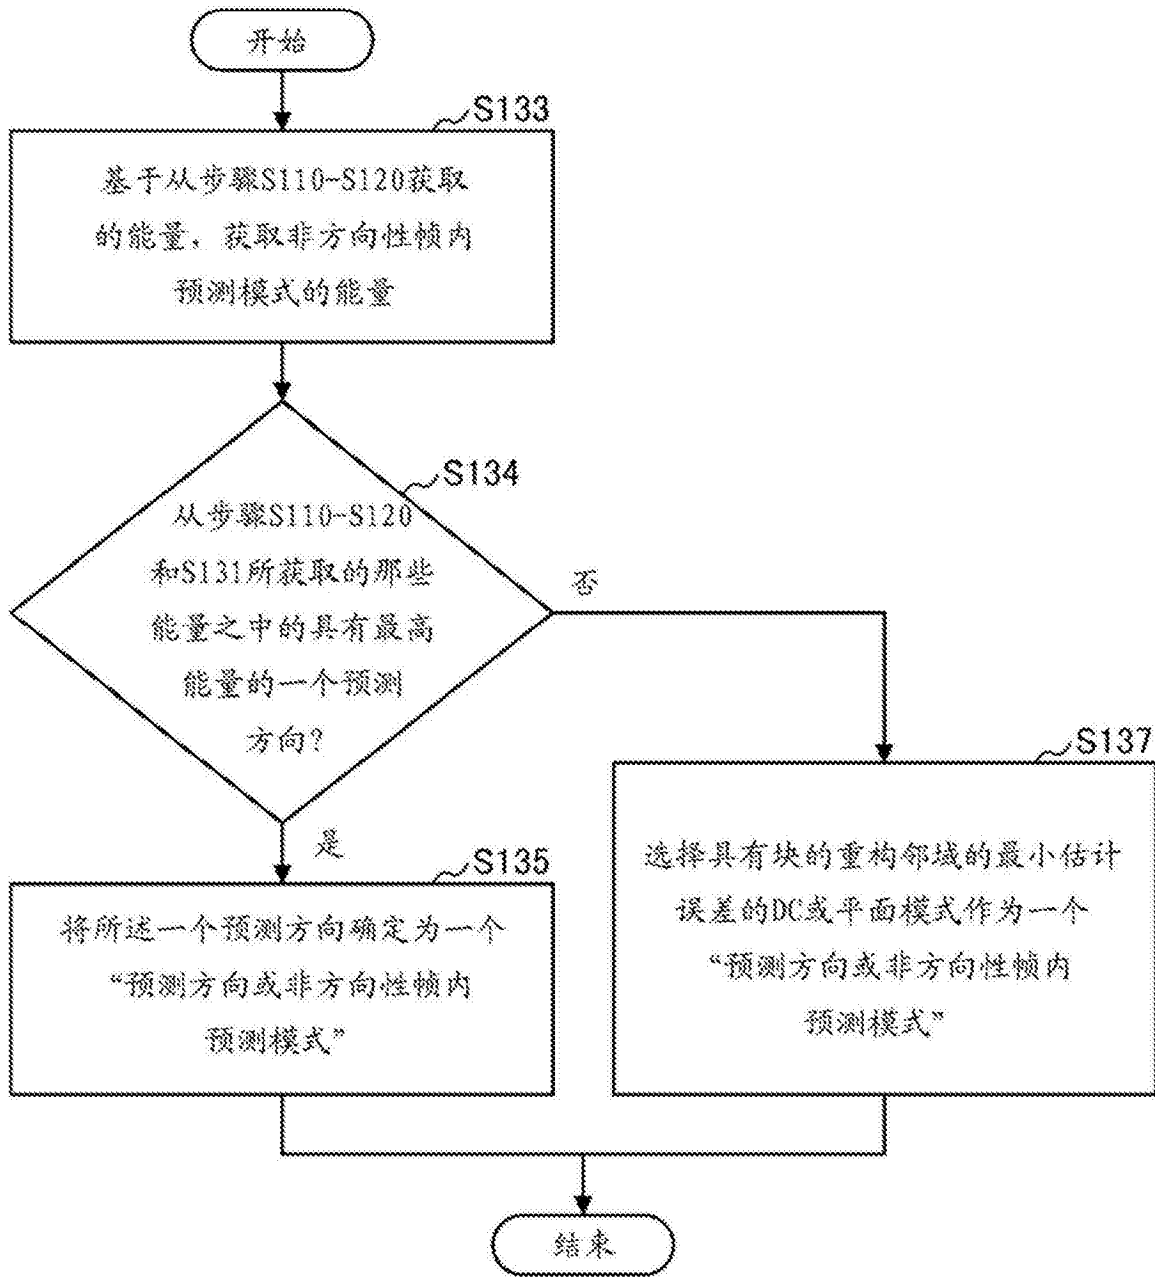 开始
S133
基于从步骤S110-S120获取
的能量，获取非方向性帧内
预测模式的能量
S134
从步骤S110-S120
和S131所获取的那些
能量之中的具有最高
能量的一个预测
方向？
否
是
S135
将所述一个预测方向确定为一个
“预测方向或非方向性帧内
预测模式”
S137
选择具有块的重构邻域的最小估计
误差的DC或平面模式作为一个
“预测方向或非方向性帧内
预测模式”
结束